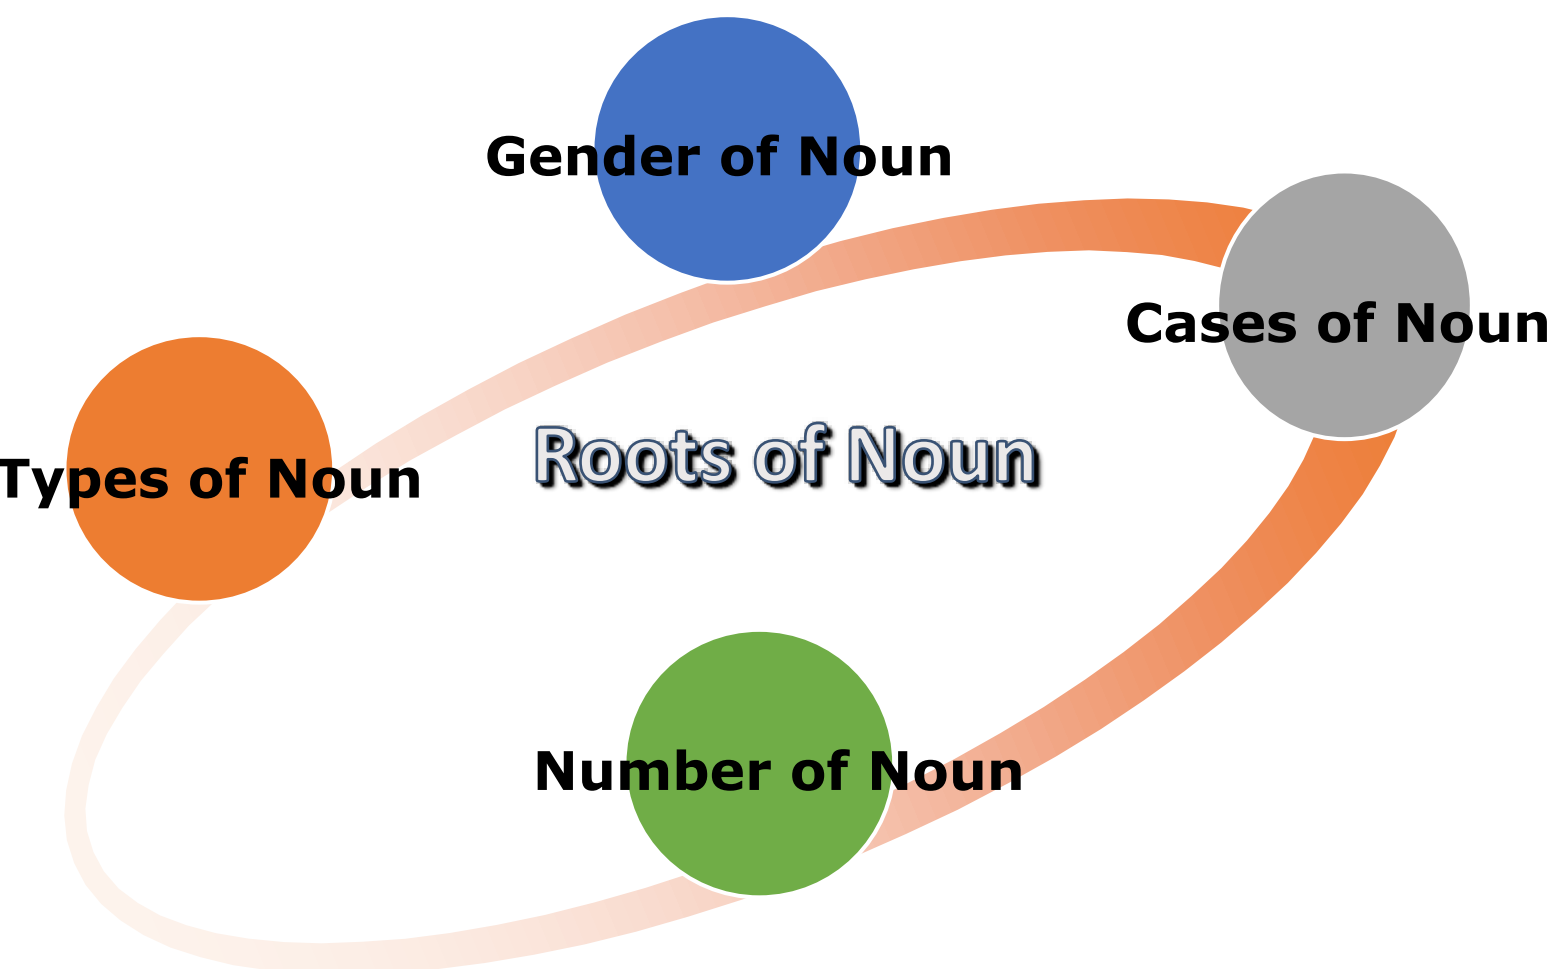 Gender of Noun
Cases of Noun
Roots of Noun
Types of Noun
Number of Noun